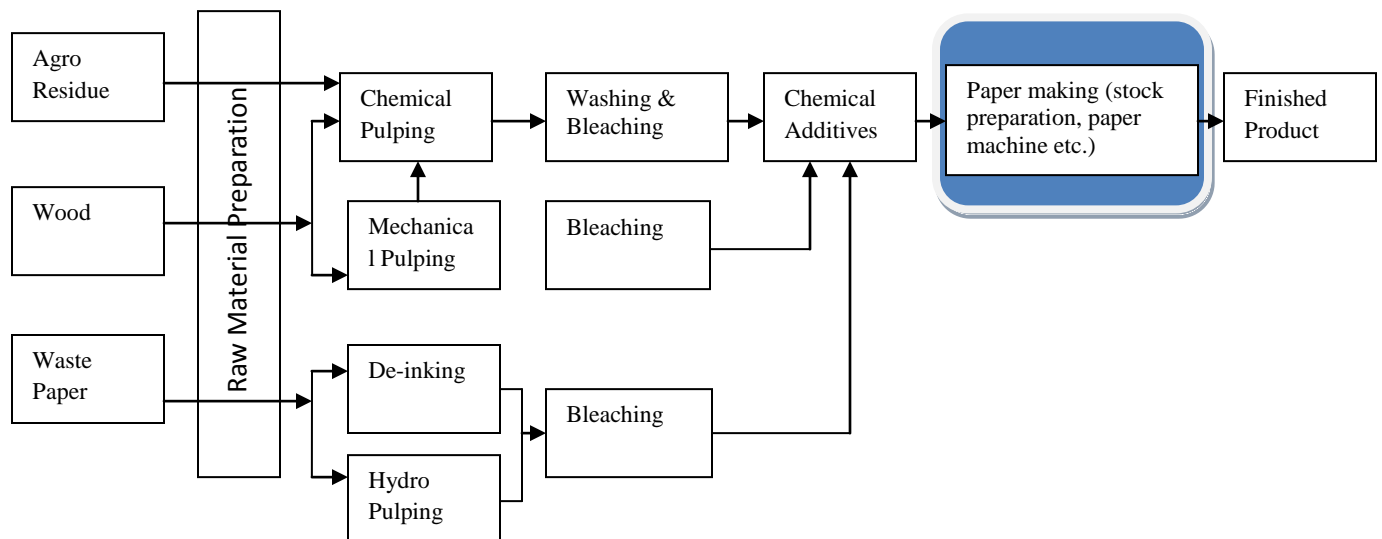 Agro
Residue
Wood
Waste
Paper
Raw Material Preparation
Chemical
Pulping
Mechanica
l Pulping
De-inking
Hydro
Pulping
Washing &
Bleaching
Bleaching
Bleaching
Chemical
Additives
Paper making (stock
preparation, paper
machine etc.)
Finished
Product